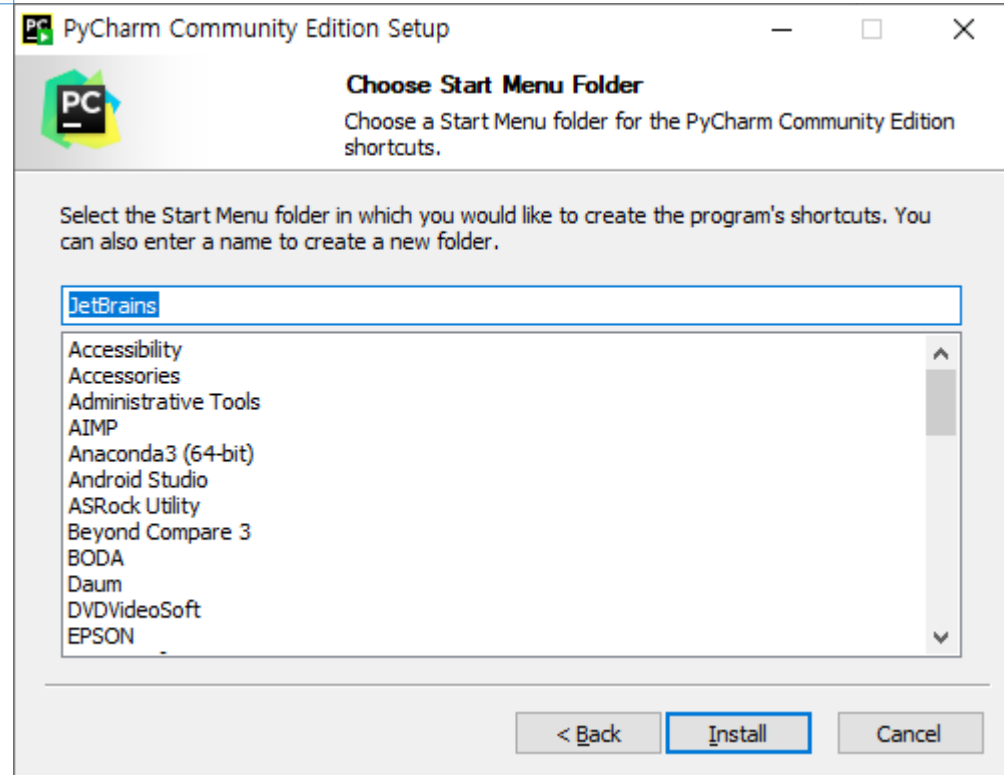 PyCharm Community Edition Setup
PC
Choose Start Menu Folder
Choose a Start Menu folder for the PyCharm Community Edition
shortcuts.
Select the Start Menu folder in which you would like to create the program's shortcuts. You
can also enter a name to create a new folder.
JetBrains
Accessibility
Accessories
Administrative Tools
AIMP
Anaconda3 (64-bit)
Android Studio
ASRock Utility
Beyond Compare 3
BODA
Daum
DVDVideoSoft
EPSON
< Back Install Cancel